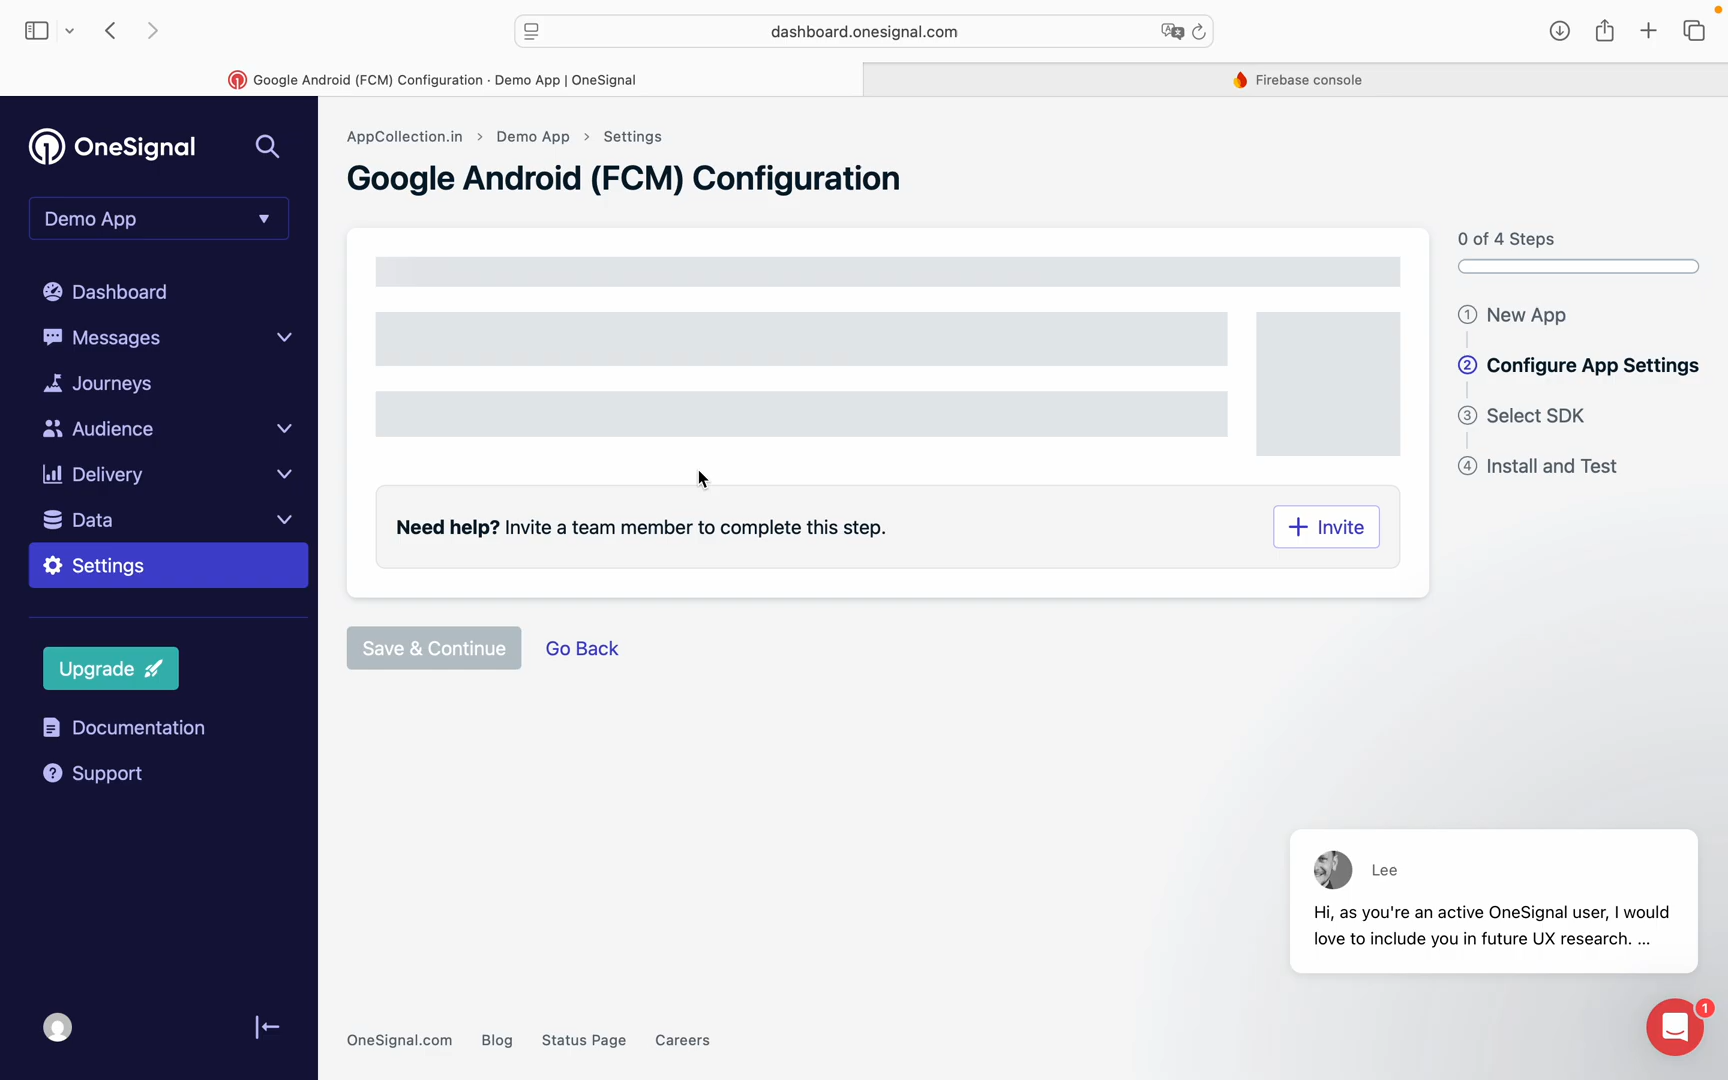 dashboard.onesignal.com
Google Android (FCM) Configuration · Demo App | OneSignal
Firebase console
OneSignal
Demo App
Dashboard
Messages
Journeys
Audience
Delivery
Data
Settings
Upgrade
Documentation
Support
AppCollection.in > Demo App > Settings
Google Android (FCM) Configuration
Need help? Invite a team member to complete this step.
+ Invite
Save & Continue
Go Back
0 of 4 Steps
1 New App
2 Configure App Settings
3 Select SDK
4 Install and Test
Lee
Hi, as you're an active OneSignal user, I would
love to include you in future UX research. ...
1
OneSignal.com
Blog
Status Page
Careers